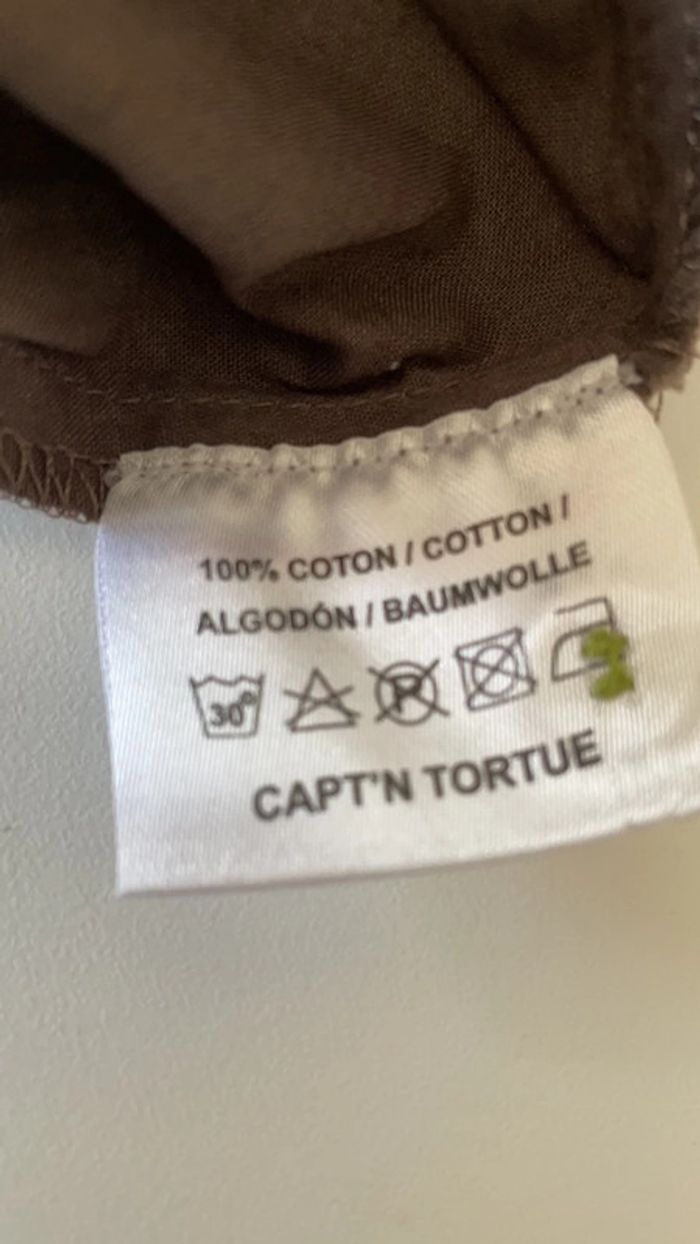 100% COTON / COTTON /
ALGODÓN / BAUMWOLLE
30° P
CAPT'N TORTUE